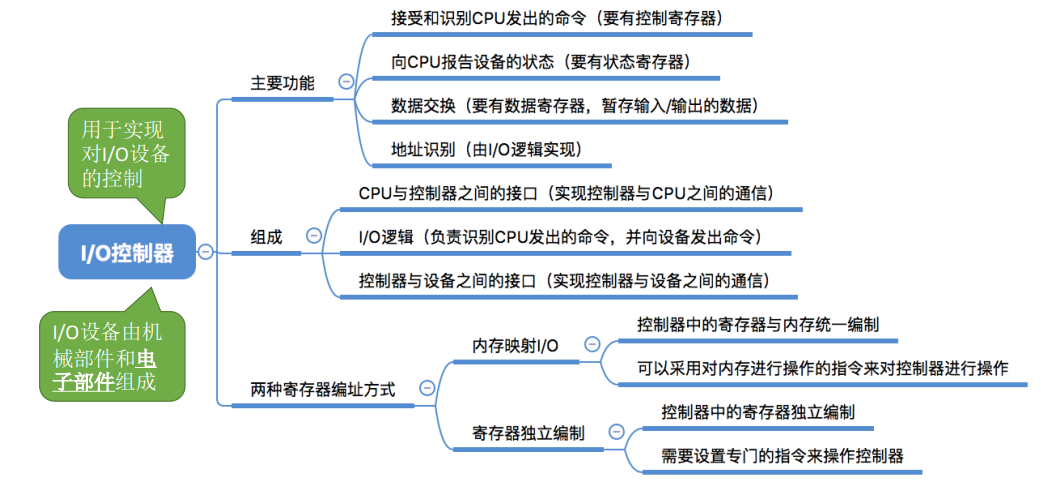 接受和识别CPU发出的命令（要有控制寄存器）
向CPU报告设备的状态（要有状态寄存器）
主要功能
数据交换（要有数据寄存器，暂存输入/输出的数据）
地址识别（由I/O逻辑实现）
用于实现
对I/O设备
的控制
CPU与控制器之间的接口（实现控制器与CPU之间的通信）
组成
I/O逻辑（负责识别CPU发出的命令，并向设备发出命令）
I/O控制器
控制器与设备之间的接口（实现控制器与设备之间的通信）
I/O设备由机
械部件和电
子部件组成
控制器中的寄存器与内存统一编制
内存映射I/O
可以采用对内存进行操作的指令来对控制器进行操作
两种寄存器编址方式
控制器中的寄存器独立编制
寄存器独立编制
需要设置专门的指令来操作控制器